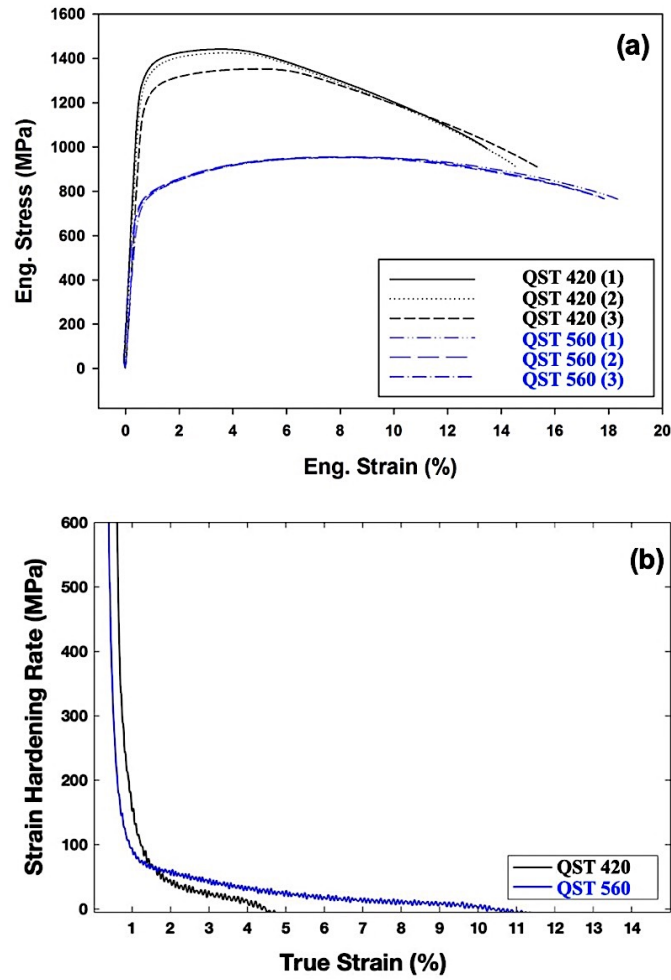 (a)
1600
1400
1200
1000
800
600
400
200
0
Eng. Stress (MPa)
QST 420 (1)
QST 420 (2)
QST 420 (3)
QST 560 (1)
QST 560 (2)
QST 560 (3)
0 2 4 6 8 10 12 14 16 18 20
Eng. Strain (%)
(b)
600
500
400
300
200
100
0
Strain Hardening Rate (MPa)
QST 420
QST 560
1 2 3 4 5 6 7 8 9 10 11 12 13 14
True Strain (%)